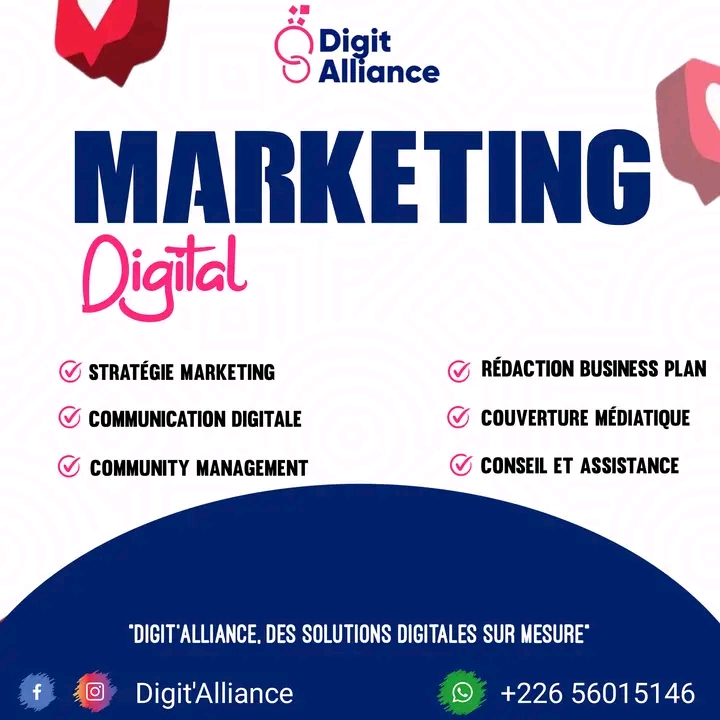 Digit
Alliance
MARKETING
Digital
STRATÉGIE MARKETING
COMMUNICATION DIGITALE
COMMUNITY MANAGEMENT
RÉDACTION BUSINESS PLAN
COUVERTURE MÉDIATIQUE
CONSEIL ET ASSISTANCE
"DIGIT'ALLIANCE, DES SOLUTIONS DIGITALES SUR MESURE"
Digit'Alliance
+226 56015146